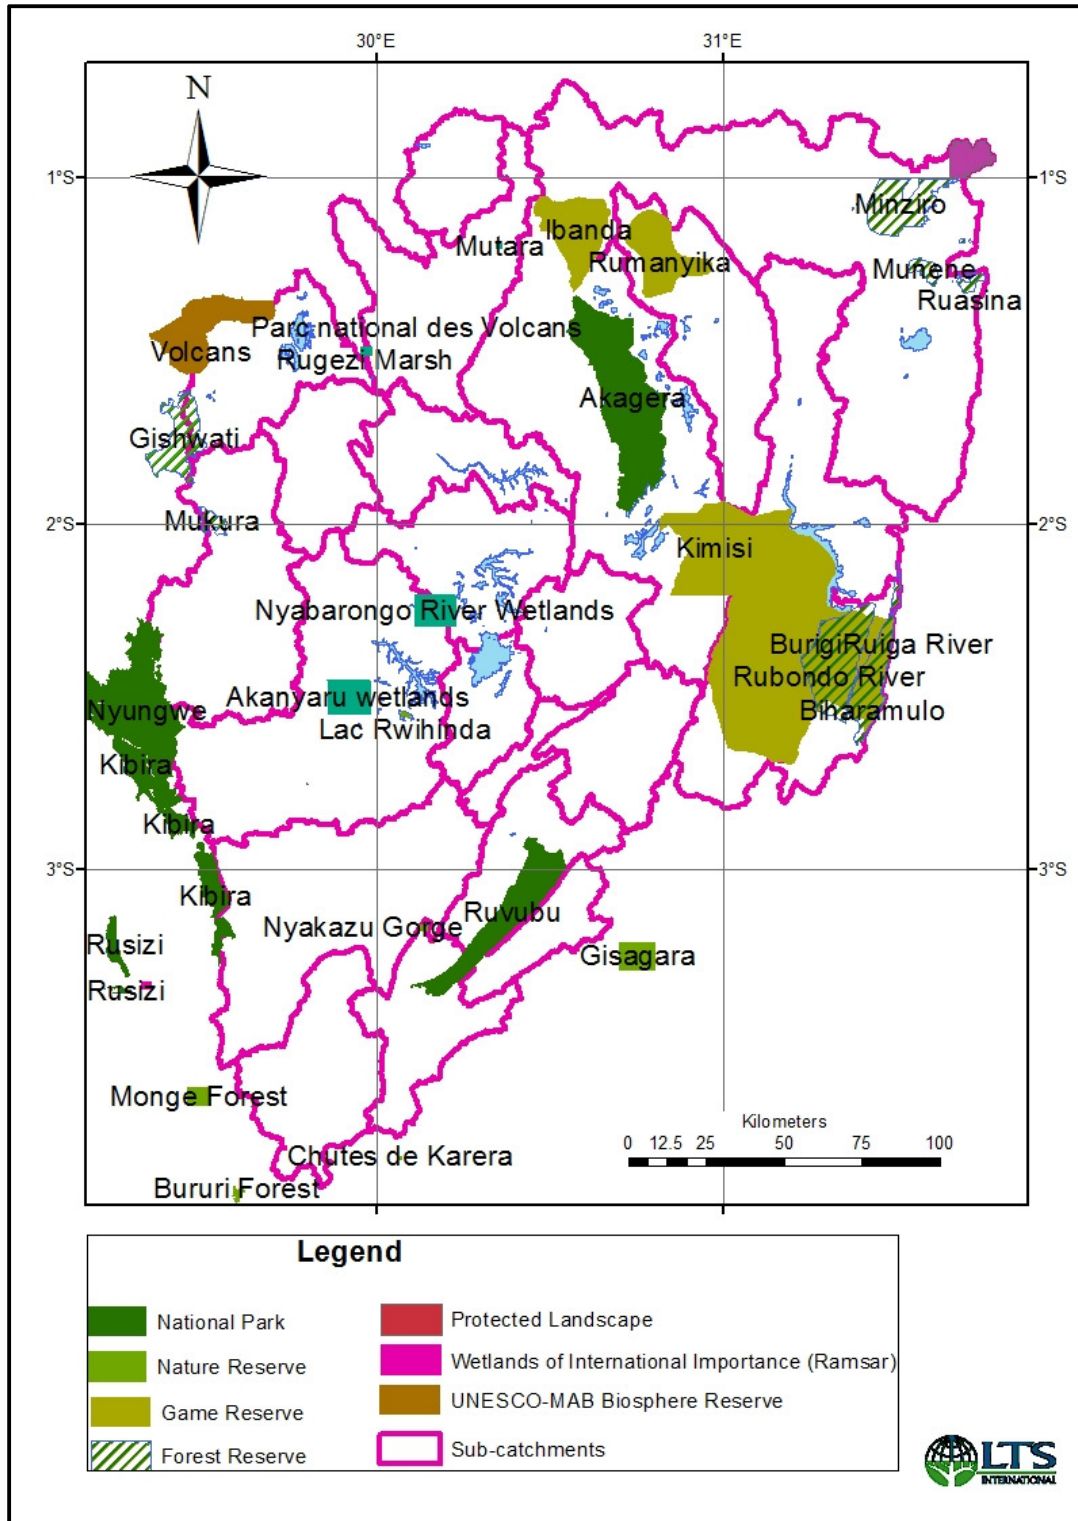 30°E
31°E
N
1°S
1°S
Minziro
Ibanda
Mutara
Rumanyika
Munene
Ruasina
Parc national des Volcans
Volcans
Rugezi Marsh
Akagera
Gishwati
Mukura
2°S
2°S
Kimisi
Nyabarongo River Wetlands
BurigiRuiga River
Rubondo River
Akanyaru wetlands
Nyungwe
Biharamulo
Lac Rwihinda
Kibira
Kibira
3°S
3°S
Kibira
Ruvubu
Nyakazu Gorge
Rusizi
Gisagara
Rusizi
Monge Forest
Kilometers
0 12.5 25 50 75 100
Chutes de Karera
Bururi Forest
Legend
National Park
Nature Reserve
Game Reserve
Forest Reserve
Protected Landscape
Wetlands of International Importance (Ramsar)
UNESCO-MAB Biosphere Reserve
Sub-catchments
LTS
INTERNATIONAL